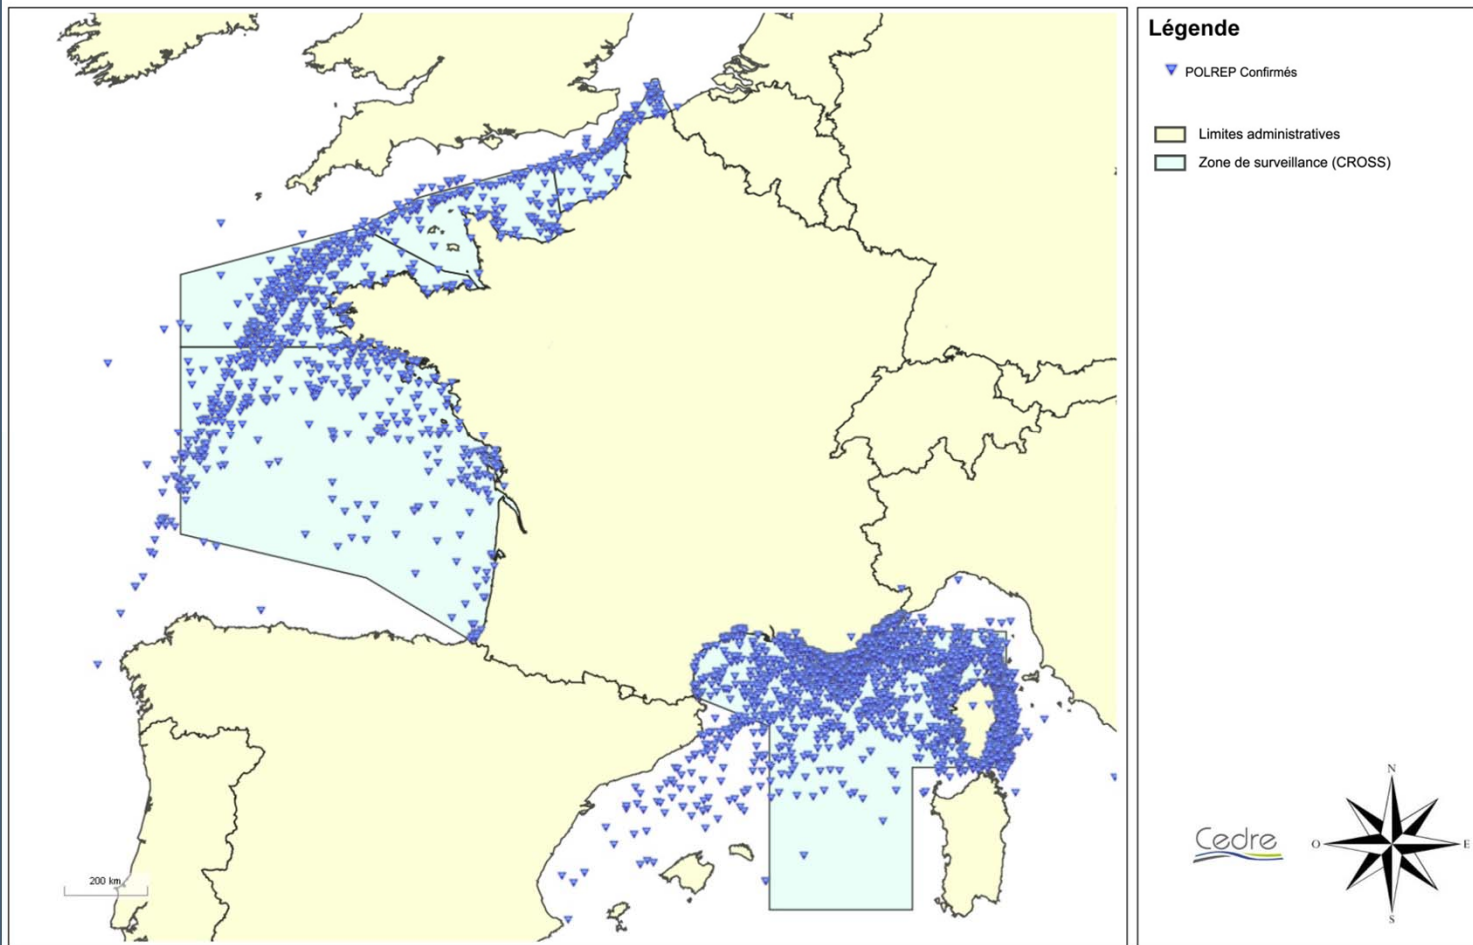 Légende
POLREP Confirmés
Limites administratives
Zone de surveillance (CROSS)
200 km
Cedre
N
O
E
S